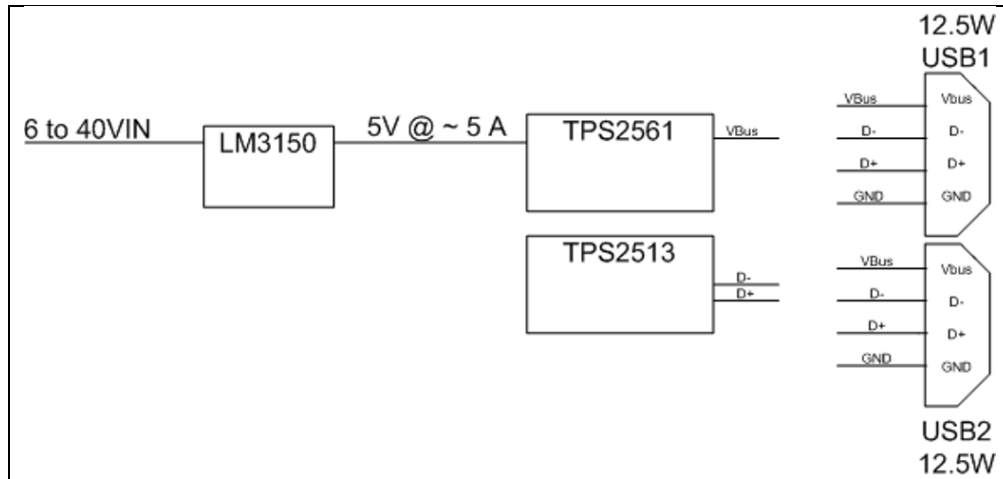 6 to 40VIN
LM3150
5V @ ~ 5 A
TPS2561
VBus
TPS2513
D-
D+
12.5W
USB1
VBus
Vbus
D-
D-
D+
D+
GND
GND
VBus
Vbus
D-
D-
D+
D+
GND
GND
USB2
12.5W